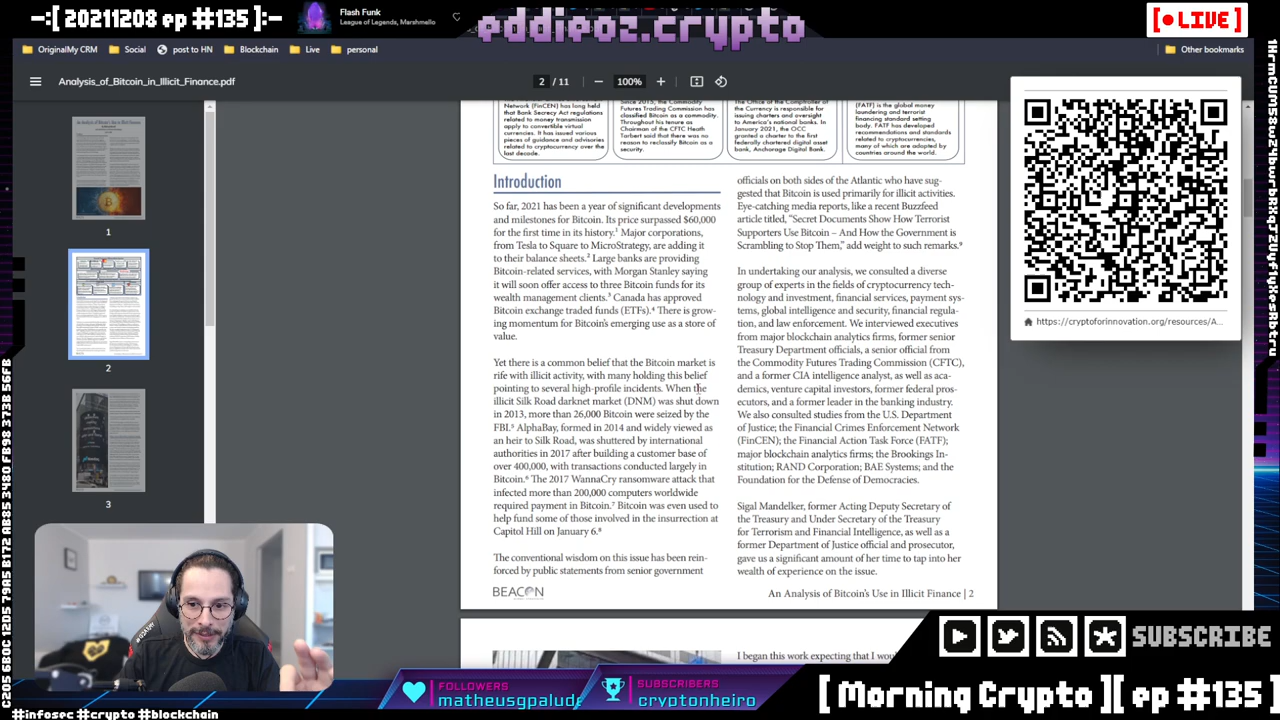 -:[ 20211208 ep #135]:-
Flash Funk
League of Legends, Marshmello
eddieoz.crypto
[• LIVE]
OriginalMy CRM
Social
post to HN
Blockchain
Live
personal
Other bookmarks
Analysis_of_Bitcoin_in_Illicit_Finance.pdf
2 / 11
100%
Network (FinCEN) has long held
that Bank Secrecy Act regulations
related to money transmission
apply to convertible virtual
currencies. It has issued various
pieces of guidance and advisories
related to cryptocurrency over the
last decade.
Since 2015, the Commodity
Futures Trading Commission has
classified Bitcoin as a commodity.
Throughout his tenure as
Chairman of the CFTC Heath
Tarbert said that there was no
reason to reclassify Bitcoin as a
security.
The Office of the Comptroller of
the Currency is responsible for
issuing charters and oversight
to America's national banks. In
January 2021, the OCC
granted a charter to the first
federally chartered digital asset
bank, Anchorage Digital Bank.
(FATF) is the global money
laundering and terrorist
financing standard setting
body. FATF has developed
recommendations and standards
related to cryptocurrencies,
many of which are adopted by
countries around the world.
Introduction
So far, 2021 has been a year of significant developments
and milestones for Bitcoin. Its price surpassed $60,000
for the first time in its history.¹ Major corporations,
from Tesla to Square to MicroStrategy, are adding it
to their balance sheets.² Large banks are providing
Bitcoin-related services, with Morgan Stanley saying
it will soon offer access to three Bitcoin funds for its
wealth management clients.³ Canada has approved
Bitcoin exchange traded funds (ETFs).⁴ There is grow-
ing momentum for Bitcoin's emerging use as a store of
value.
Yet there is a common belief that the Bitcoin market is
rife with illicit activity, with many holding this belief
pointing to several high-profile incidents. When the
illicit Silk Road darknet market (DNM) was shut down
in 2013, more than 26,000 Bitcoin were seized by the
FBI.⁵ AlphaBay, formed in 2014 and widely viewed as
an heir to Silk Road, was shuttered by international
authorities in 2017 after building a customer base of
over 400,000, with transactions conducted largely in
Bitcoin.⁶ The 2017 WannaCry ransomware attack that
infected more than 200,000 computers worldwide
required payment in Bitcoin.⁷ Bitcoin was even used to
help fund some of those involved in the insurrection at
Capitol Hill on January 6.⁸
The conventional wisdom on this issue has been rein-
forced by public statements from senior government
officials on both sides of the Atlantic who have sug-
gested that Bitcoin is used primarily for illicit activities.
Eye-catching media reports, like a recent Buzzfeed
article titled, "Secret Documents Show How Terrorist
Supporters Use Bitcoin – And How the Government is
Scrambling to Stop Them," add weight to such remarks.⁹
In undertaking our analysis, we consulted a diverse
group of experts in the fields of cryptocurrency tech-
nology and investment, financial services, payment sys-
tems, global intelligence and security, financial regula-
tion, and law enforcement. We interviewed executives
from major blockchain analytics firms, former senior
Treasury Department officials, a senior official from
the Commodity Futures Trading Commission (CFTC),
and a former CIA intelligence analyst, as well as aca-
demics, venture capital investors, former federal pros-
ecutors, and a former leader in the banking industry.
We also consulted studies from the U.S. Department
of Justice; the Financial Crimes Enforcement Network
(FinCEN); the Financial Action Task Force (FATF);
major blockchain analytics firms; the Brookings In-
stitution; RAND Corporation; BAE Systems; and the
Foundation for the Defense of Democracies.
Sigal Mandelker, former Acting Deputy Secretary of
the Treasury and Under Secretary of the Treasury
for Terrorism and Financial Intelligence, as well as a
former Department of Justice official and prosecutor,
gave us a significant amount of her time to tap into her
wealth of experience on the issue.
BEACON
An Analysis of Bitcoin's Use in Illicit Finance | 2
I began this work expecting that I wou
1
2
3
https://cryptoforinnovation.org/resources/A...
SUBSCRIBE
FOLLOWERS
matheusgpalude
SUBSCRIBERS
cryptonheiro
[ Morning Crypto ][ ep #135]
#btc #crypto #blockchain